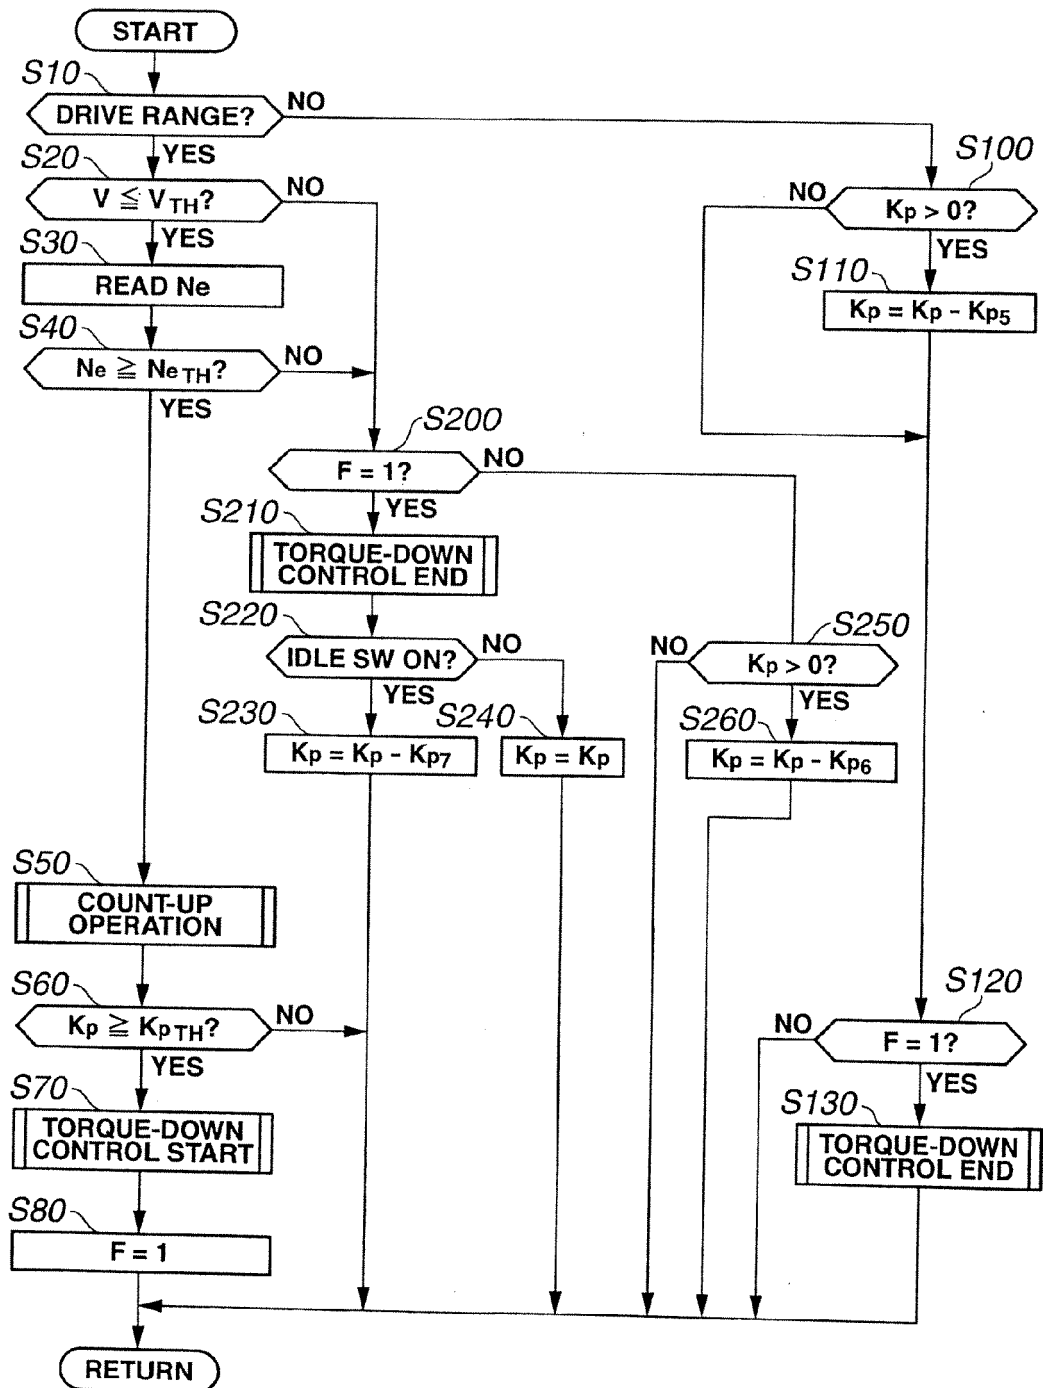 START
S10
DRIVE RANGE?
NO
YES
S20
V ≦ VTH?
NO
YES
S30
READ Ne
S40
Ne ≧ NeTH?
NO
YES
S100
NO
Kp > 0?
YES
S110
Kp = Kp - Kp5
S200
F = 1?
NO
YES
S210
TORQUE-DOWN
CONTROL END
S220
IDLE SW ON?
NO
YES
S230
Kp = Kp - Kp7
S240
Kp = Kp
S250
NO
Kp > 0?
YES
S260
Kp = Kp - Kp6
S50
COUNT-UP
OPERATION
S60
Kp ≧ KpTH?
NO
YES
S70
TORQUE-DOWN
CONTROL START
S80
F = 1
S120
NO
F = 1?
YES
S130
TORQUE-DOWN
CONTROL END
RETURN